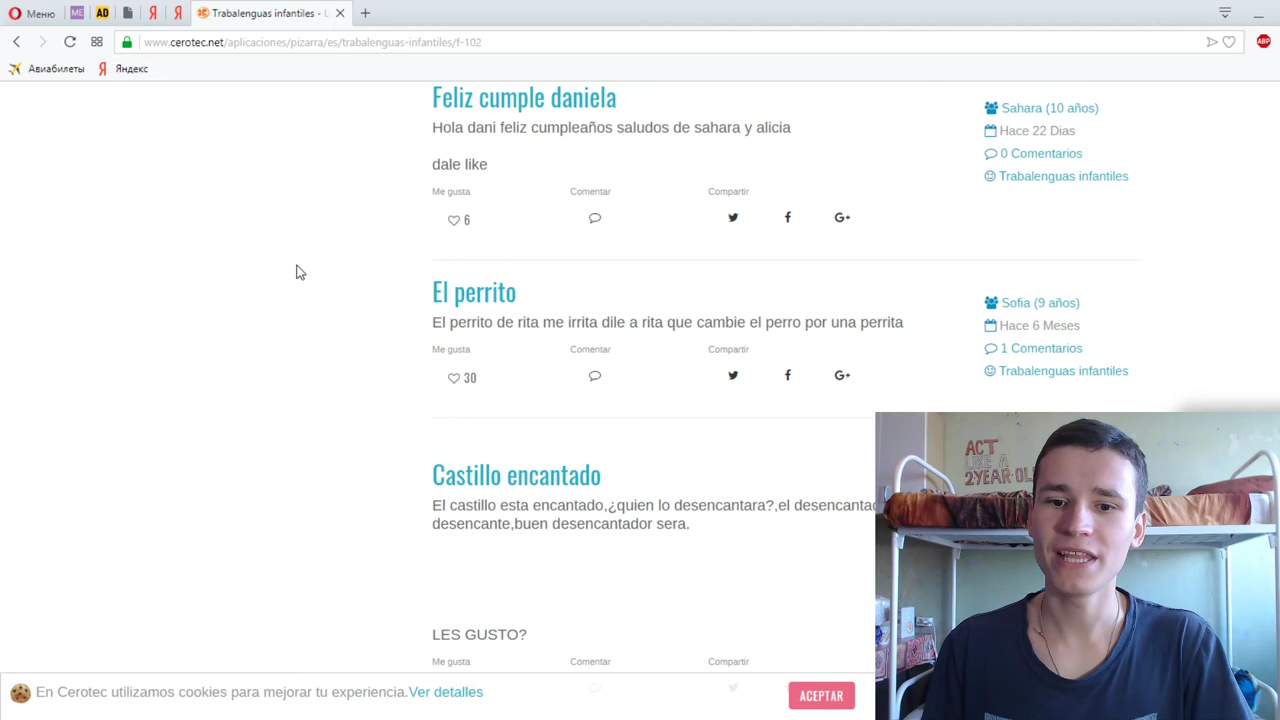 Меню
ME
AD
Я
Я
Trabalenguas infantiles - L
www.cerotec.net/aplicaciones/pizarra/es/trabalenguas-infantiles/f-102
ABP
Авиабилеты
Я Яндекс
Feliz cumple daniela
Hola dani feliz cumpleaños saludos de sahara y alicia
dale like
Me gusta
Comentar
Compartir
6
G+
Sahara (10 años)
Hace 22 Dias
0 Comentarios
Trabalenguas infantiles
El perrito
El perrito de rita me irrita dile a rita que cambie el perro por una perrita
Me gusta
Comentar
Compartir
30
G+
Sofia (9 años)
Hace 6 Meses
1 Comentarios
Trabalenguas infantiles
Castillo encantado
El castillo esta encantado,¿quien lo desencantara?,el desencantad
desencante,buen desencantador sera.
LES GUSTO?
Me gusta
Comentar
Compartir
En Cerotec utilizamos cookies para mejorar tu experiencia.Ver detalles
ACEPTAR
ACT
LIKE A
2YEAR-OL